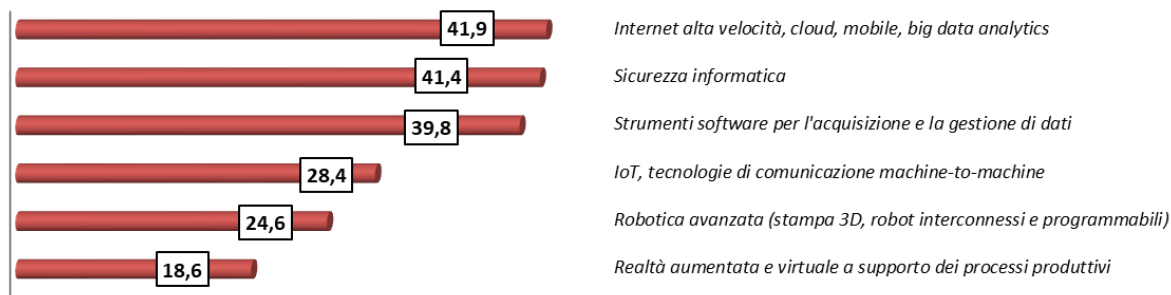 41,9 Internet alta velocità, cloud, mobile, big data analytics
41,4 Sicurezza informatica
39,8 Strumenti software per l'acquisizione e la gestione di dati
28,4 IoT, tecnologie di comunicazione machine-to-machine
24,6 Robotica avanzata (stampa 3D, robot interconnessi e programmabili)
18,6 Realtà aumentata e virtuale a supporto dei processi produttivi